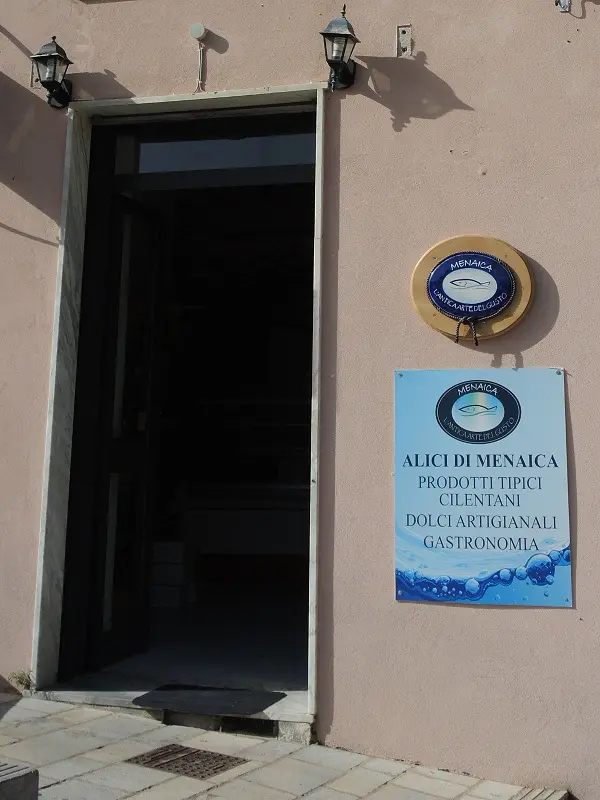 MENAICA
L'ANTICA ARTE DEL GUSTO
MENAICA
L'ANTICA ARTE DEL GUSTO
ALICI DI MENAICA
PRODOTTI TIPICI
CILENTANI
DOLCI ARTIGIANALI
GASTRONOMIA